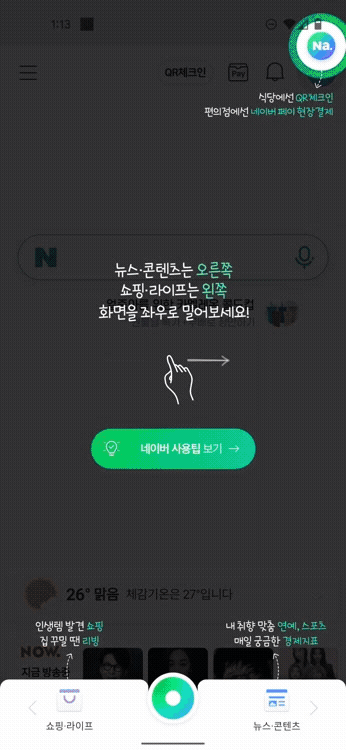 1:13
Na.
QR체크인
Pay
식당에선 QR체크인
편의점에선 네이버 페이 현장결제
N
뉴스·콘텐츠는 오른쪽
쇼핑·라이프는 왼쪽
화면을 좌우로 밀어보세요!
네이버 사용팁 보기 →
26° 맑음 체감기온은 27°입니다
인생템 발견 쇼핑
집 꾸밀 땐 리빙
내 취향 맞춤 연예, 스포츠
매일 궁금한 경제지표
NOW.
지금 방송
쇼핑·라이프
뉴스·콘텐츠